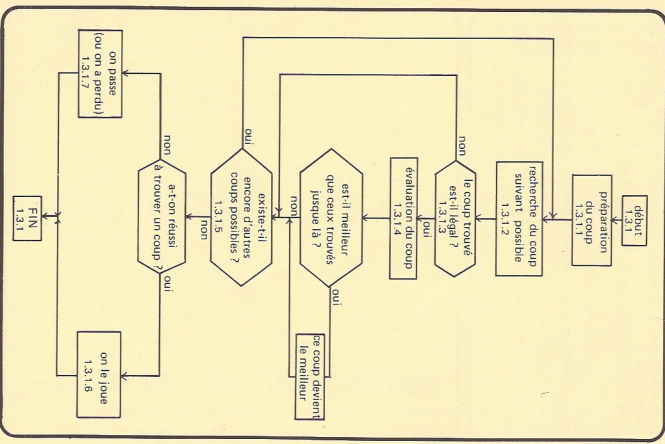 début
1.3.1
préparation
du coup
1.3.1.1
recherche du coup
suivant possible
1.3.1.2
le coup trouvé
est-il légal ?
1.3.1.3
non
oui
évaluation du coup
1.3.1.4
est-il meilleur
que ceux trouvés
jusque là ?
oui
non
ce coup devient
le meilleur
existe-t-il
encore d'autres
coups possibles ?
1.3.1.5
oui
non
a-t-on réussi
à trouver un coup ?
non
oui
on passe
(ou on a perdu)
1.3.1.7
on le joue
1.3.1.6
FIN
1.3.1